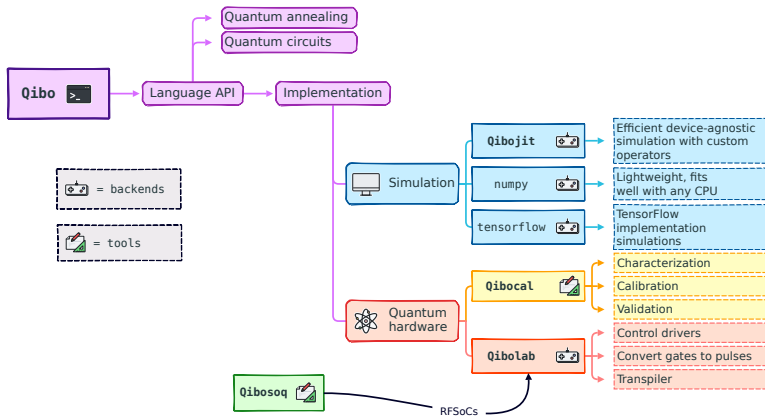 Quantum annealing
Quantum circuits
Qibo
>_
Language API
Implementation
Simulation
Qibojit
Efficient device-agnostic
simulation with custom
operators
numpy
Lightweight, fits
well with any CPU
tensorflow
TensorFlow
implementation
simulations
= backends
= tools
Quantum
hardware
Qibocal
Characterization
Calibration
Validation
Qibolab
Control drivers
Convert gates to pulses
Transpiler
Qibosoq
RFSoCs